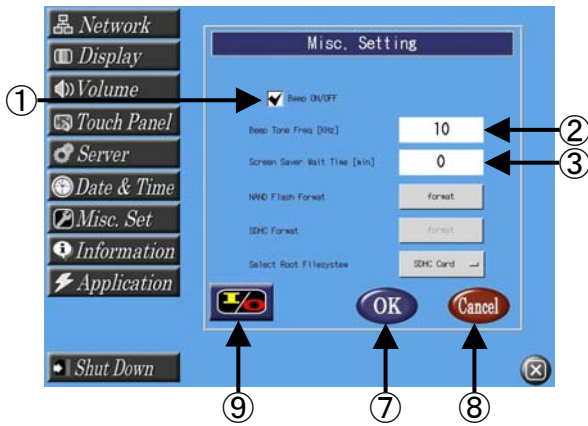 Network
Display
Volume
Touch Panel
Server
Date & Time
Misc. Set
Information
Application
Shut Down
Misc. Setting
① Beep ON/OFF
Beep Tone Freq [KHz] 10 ②
Screen Saver Wait Time [min] 0 ③
NAND Flash Format format
SDHC Format format
Select Root Filesystem SDHC Card
I/O OK Cancel
⑨ ⑦ ⑧